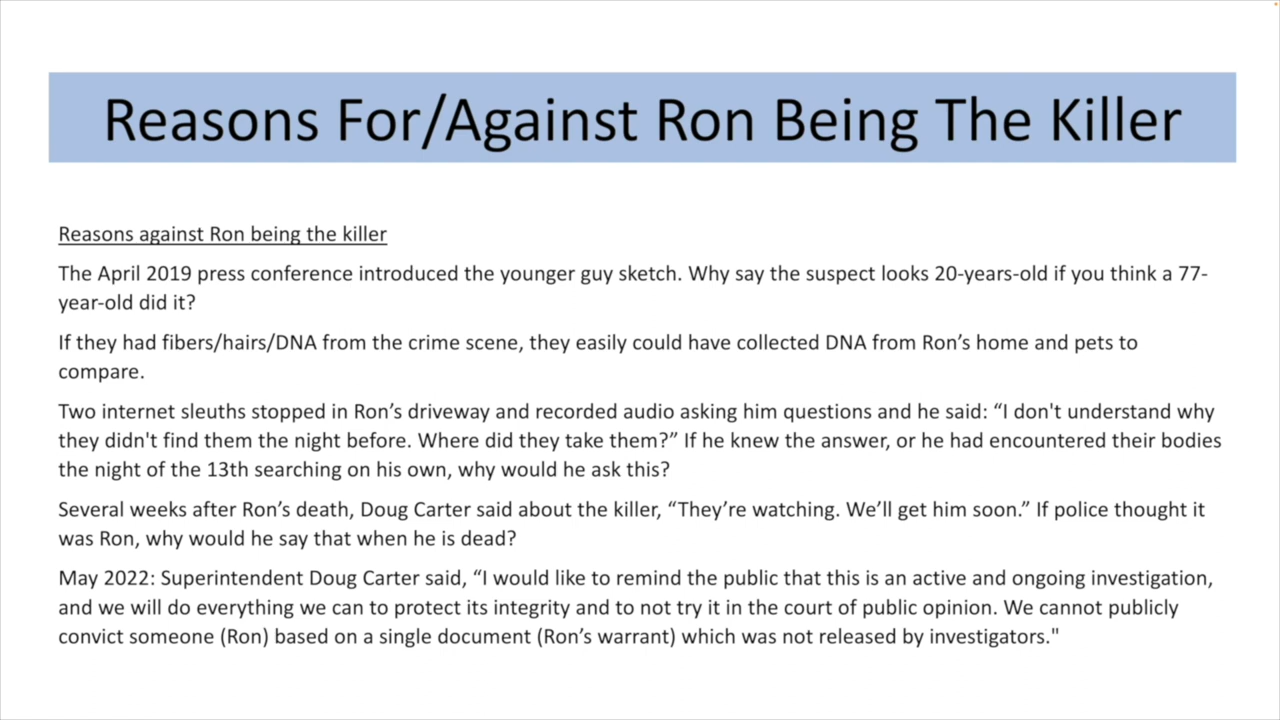 Reasons For/Against Ron Being The Killer
Reasons against Ron being the killer
The April 2019 press conference introduced the younger guy sketch. Why say the suspect looks 20-years-old if you think a 77-
year-old did it?
If they had fibers/hairs/DNA from the crime scene, they easily could have collected DNA from Ron’s home and pets to
compare.
Two internet sleuths stopped in Ron’s driveway and recorded audio asking him questions and he said: “I don't understand why
they didn't find them the night before. Where did they take them?” If he knew the answer, or he had encountered their bodies
the night of the 13th searching on his own, why would he ask this?
Several weeks after Ron’s death, Doug Carter said about the killer, “They’re watching. We’ll get him soon.” If police thought it
was Ron, why would he say that when he is dead?
May 2022: Superintendent Doug Carter said, “I would like to remind the public that this is an active and ongoing investigation,
and we will do everything we can to protect its integrity and to not try it in the court of public opinion. We cannot publicly
convict someone (Ron) based on a single document (Ron’s warrant) which was not released by investigators."